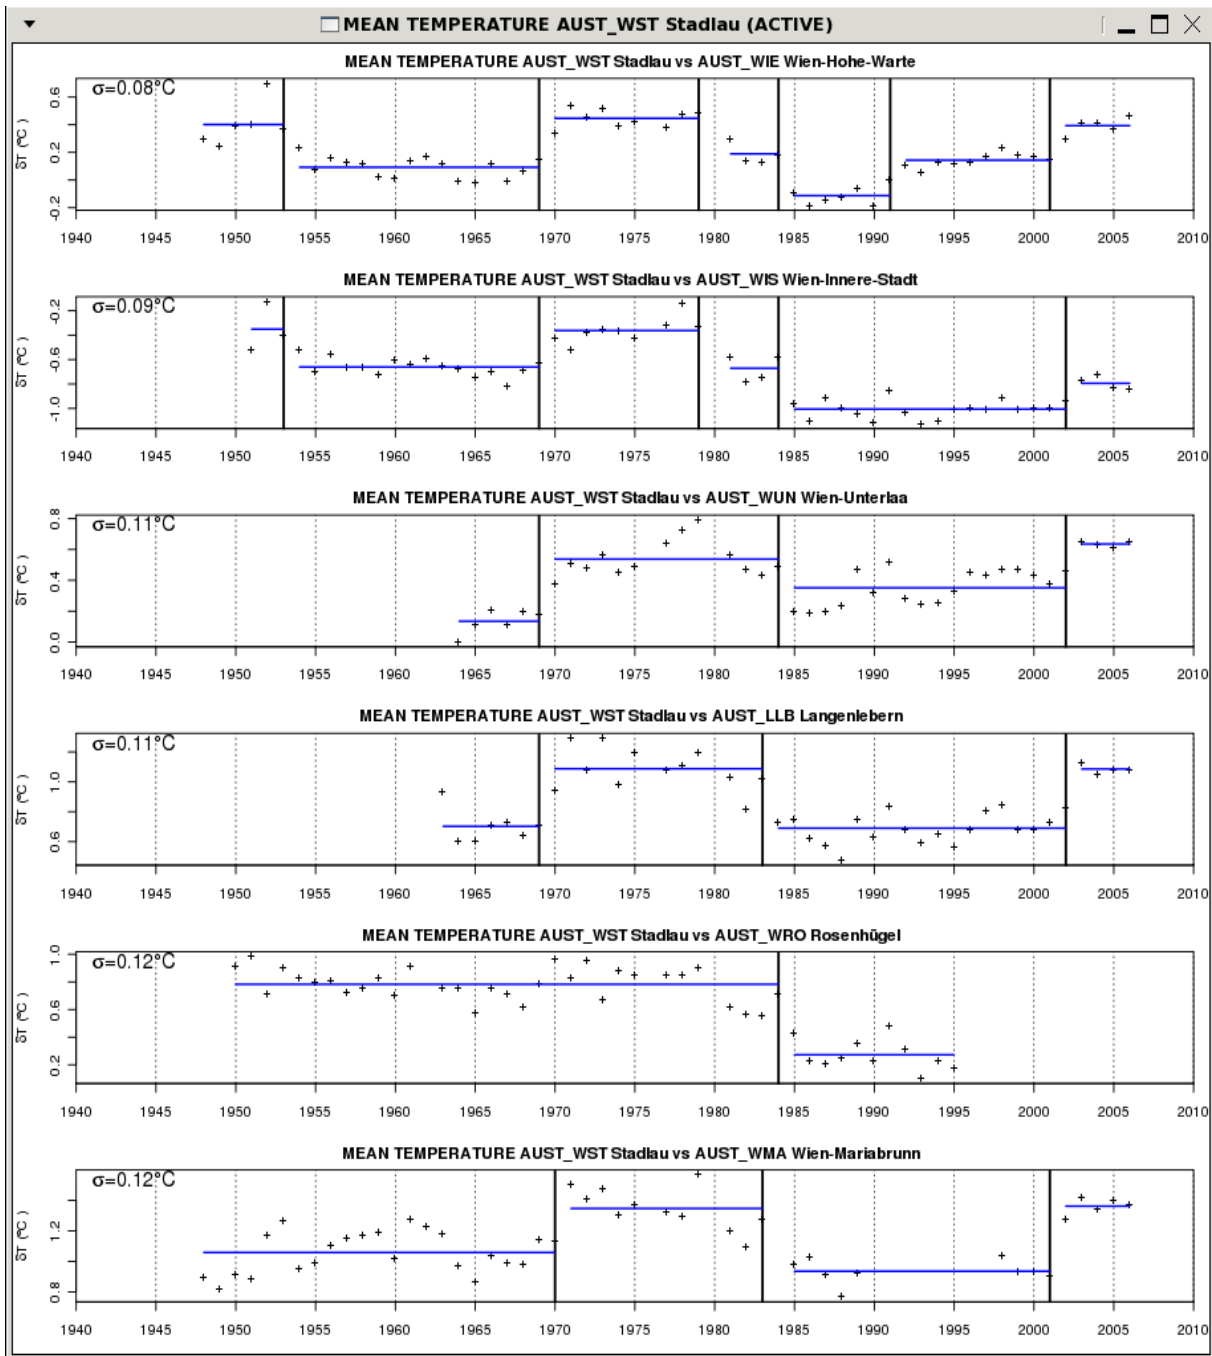 MEAN TEMPERATURE AUST_WST Stadlau (ACTIVE)
MEAN TEMPERATURE AUST_WST Stadlau vs AUST_WIE Wien-Hohe-Warte
σ=0.08°C
δT (°C )
-0.2 0.2 0.6
1940 1945 1950 1955 1960 1965 1970 1975 1980 1985 1990 1995 2000 2005 2010
MEAN TEMPERATURE AUST_WST Stadlau vs AUST_WIS Wien-Innere-Stadt
σ=0.09°C
δT (°C )
-1.0 -0.6 -0.2
1940 1945 1950 1955 1960 1965 1970 1975 1980 1985 1990 1995 2000 2005 2010
MEAN TEMPERATURE AUST_WST Stadlau vs AUST_WUN Wien-Unterlaa
σ=0.11°C
δT (°C )
0.0 0.4 0.8
1940 1945 1950 1955 1960 1965 1970 1975 1980 1985 1990 1995 2000 2005 2010
MEAN TEMPERATURE AUST_WST Stadlau vs AUST_LLB Langenlebern
σ=0.11°C
δT (°C )
0.6 1.0
1940 1945 1950 1955 1960 1965 1970 1975 1980 1985 1990 1995 2000 2005 2010
MEAN TEMPERATURE AUST_WST Stadlau vs AUST_WRO Rosenhügel
σ=0.12°C
δT (°C )
0.2 0.6 1.0
1940 1945 1950 1955 1960 1965 1970 1975 1980 1985 1990 1995 2000 2005 2010
MEAN TEMPERATURE AUST_WST Stadlau vs AUST_WMA Wien-Mariabrunn
σ=0.12°C
δT (°C )
0.8 1.2
1940 1945 1950 1955 1960 1965 1970 1975 1980 1985 1990 1995 2000 2005 2010